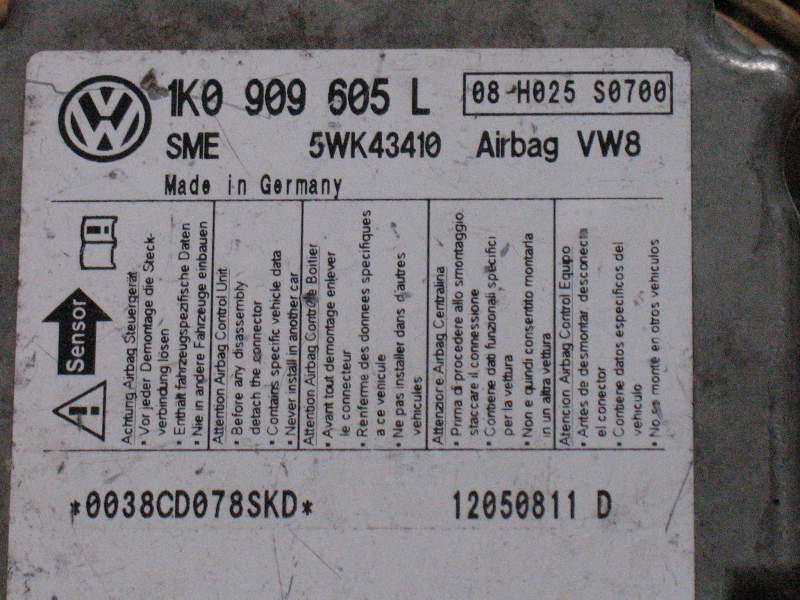 1K0 909 605 L
08-H025 S0700
SME 5WK43410 Airbag VW8
Made in Germany
Sensor
Achtung Airbag Steuergerät
• Vor jeder Demontage die Steck-
verbindung lösen
• Enthält fahrzeugspezifische Daten
• Nie in andere Fahrzeuge einbauen
Attention Airbag Control Unit
• Before any disassembly
detach the connector
• Contains specific vehicle data
• Never install in another car
Attention Airbag Controle Boitier
• Avant tout demontage enlever
le connecteur
• Renferme des donnees specifiques
a ce vehicule
• Ne pas installer dans d'autres
vehicules
Attenzione Airbag Centralina
• Prima di procedere allo smontaggio,
staccare il connessione
• Contiene dati funzionali specifici
per la vettura
• Non e quindi consentito montaria
in un altra vettura
Atencion Airbag Control Equipo
• Antes de desmontar desconecta
el conector
• Contiene datos especificos del
vehiculo
• No se monte en otros vehiculos
*0038CD078SKD* 12050811 D